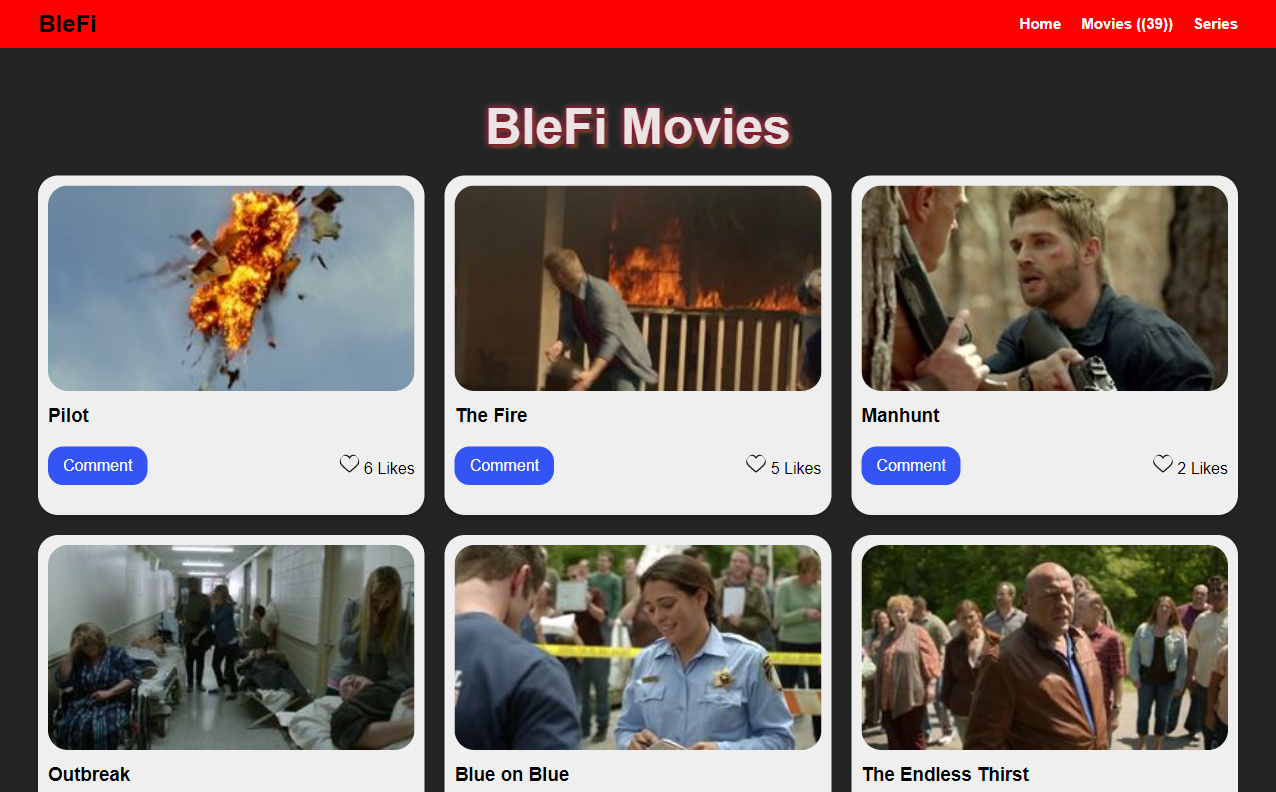 BleFi
Home Movies ((39)) Series
BleFi Movies
Pilot
Comment 6 Likes
The Fire
Comment 5 Likes
Manhunt
Comment 2 Likes
Outbreak
Blue on Blue
The Endless Thirst